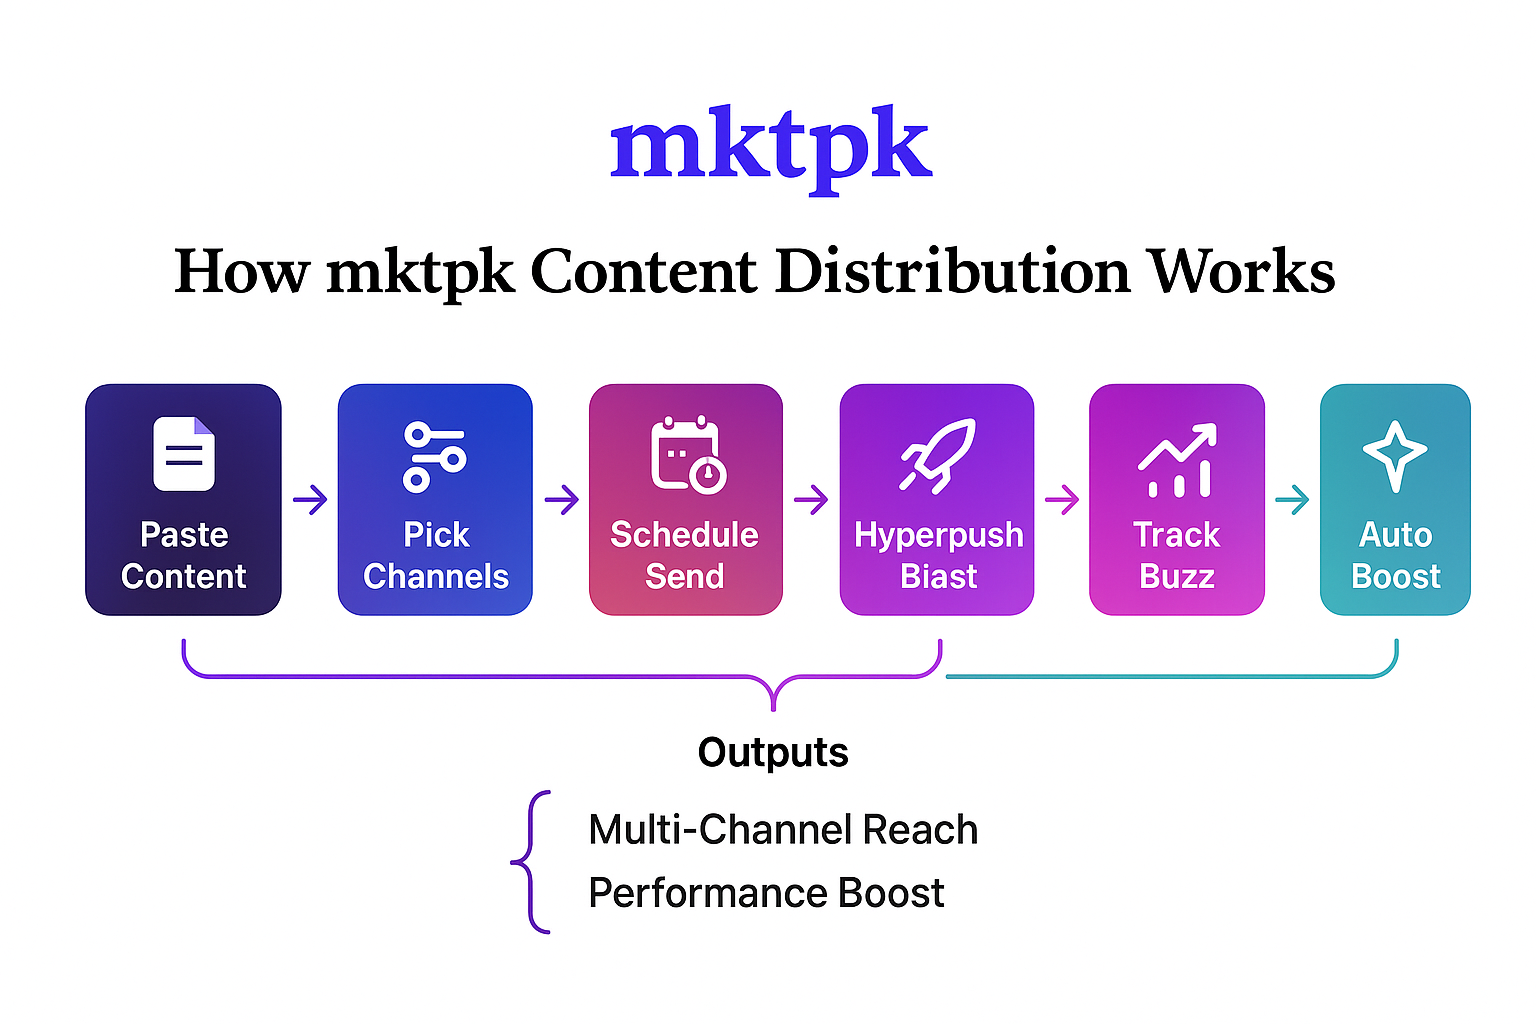 mktpk
How mktpk Content Distribution Works
Paste
Content
Pick
Channels
Schedule
Send
Hyperpush
Biast
Track
Buzz
Auto
Boost
Outputs
Multi-Channel Reach
Performance Boost